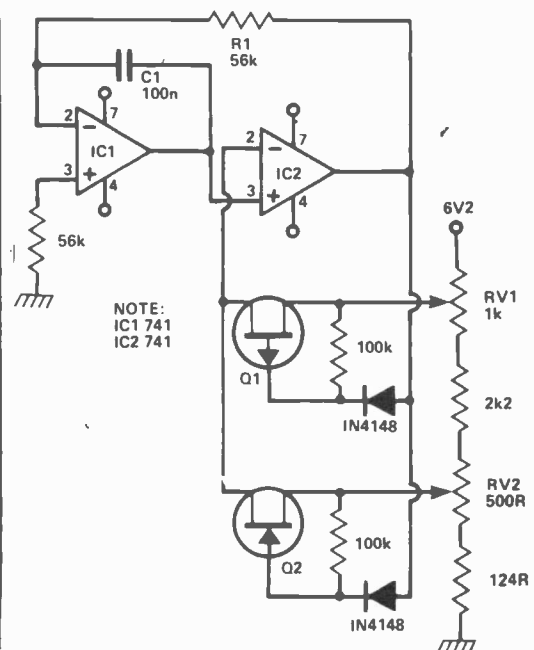 R1
56k
C1
100n
2
7
IC1
3
4
56k
2
7
IC2
3
4
6V2
RV1
1k
NOTE:
IC1 741
IC2 741
100k
Q1
IN4148
2k2
RV2
500R
100k
Q2
124R
IN4148